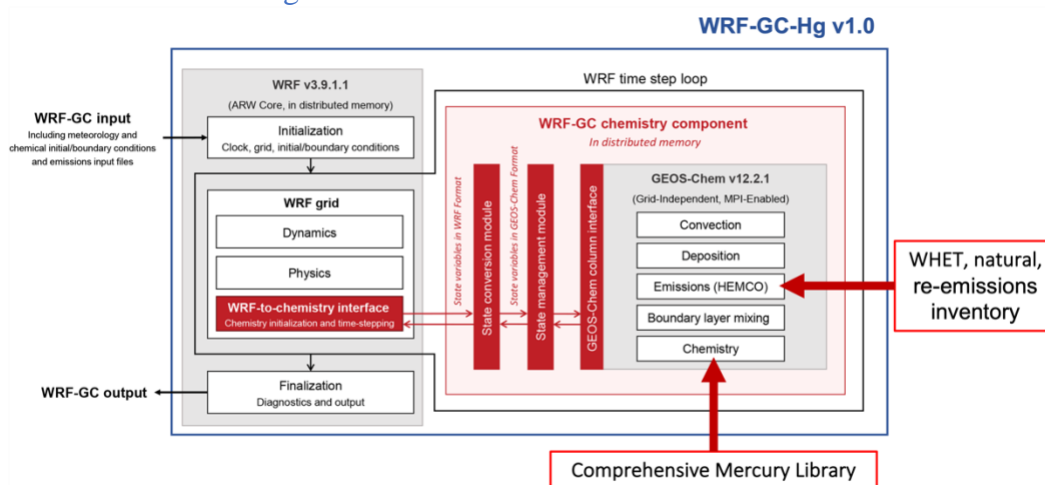 WRF-GC-Hg v1.0
WRF v3.9.1.1
(ARW Core, in distributed memory)
WRF time step loop
WRF-GC input
Including meteorology and
chemical initial/boundary conditions
and emissions input files
Initialization
Clock, grid, initial/boundary conditions
WRF grid
Dynamics
Physics
WRF-to-chemistry interface
Chemistry initialization and time-stepping
Finalization
Diagnostics and output
WRF-GC output
WRF-GC chemistry component
In distributed memory
State variables in WRF Format
State conversion module
State variables in GEOS-Chem Format
State management module
GEOS-Chem column interface
GEOS-Chem v12.2.1
(Grid-Independent, MPI-Enabled)
Convection
Deposition
Emissions (HEMCO)
Boundary layer mixing
Chemistry
WHET, natural,
re-emissions
inventory
Comprehensive Mercury Library